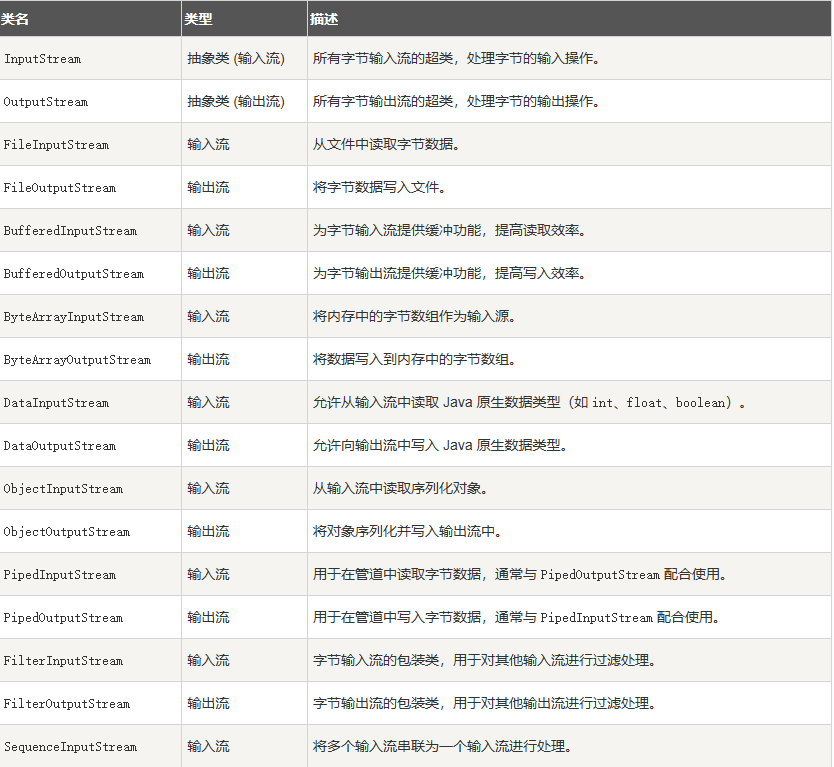 类名 类型 描述
InputStream 抽象类 (输入流) 所有字节输入流的超类，处理字节的输入操作。
OutputStream 抽象类 (输出流) 所有字节输出流的超类，处理字节的输出操作。
FileInputStream 输入流 从文件中读取字节数据。
FileOutputStream 输出流 将字节数据写入文件。
BufferedInputStream 输入流 为字节输入流提供缓冲功能，提高读取效率。
BufferedOutputStream 输出流 为字节输出流提供缓冲功能，提高写入效率。
ByteArrayInputStream 输入流 将内存中的字节数组作为输入源。
ByteArrayOutputStream 输出流 将数据写入到内存中的字节数组。
DataInputStream 输入流 允许从输入流中读取 Java 原生数据类型（如 int、float、boolean）。
DataOutputStream 输出流 允许向输出流中写入 Java 原生数据类型。
ObjectInputStream 输入流 从输入流中读取序列化对象。
ObjectOutputStream 输出流 将对象序列化并写入输出流中。
PipedInputStream 输入流 用于在管道中读取字节数据，通常与 PipedOutputStream 配合使用。
PipedOutputStream 输出流 用于在管道中写入字节数据，通常与 PipedInputStream 配合使用。
FilterInputStream 输入流 字节输入流的包装类，用于对其他输入流进行过滤处理。
FilterOutputStream 输出流 字节输出流的包装类，用于对其他输出流进行过滤处理。
SequenceInputStream 输入流 将多个输入流串联为一个输入流进行处理。